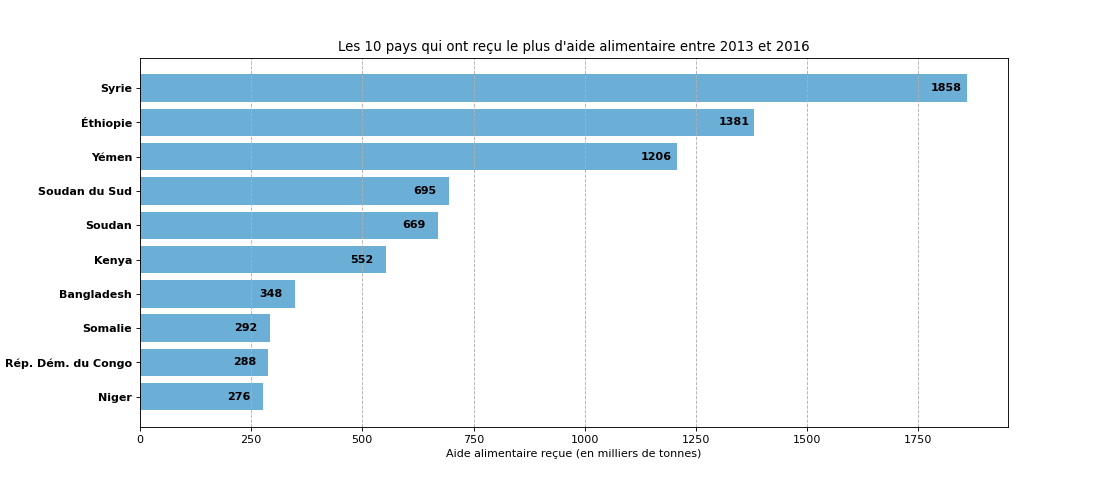 Les 10 pays qui ont reçu le plus d'aide alimentaire entre 2013 et 2016
Syrie 1858
Éthiopie 1381
Yémen 1206
Soudan du Sud 695
Soudan 669
Kenya 552
Bangladesh 348
Somalie 292
Rép. Dém. du Congo 288
Niger 276
0 250 500 750 1000 1250 1500 1750
Aide alimentaire reçue (en milliers de tonnes)